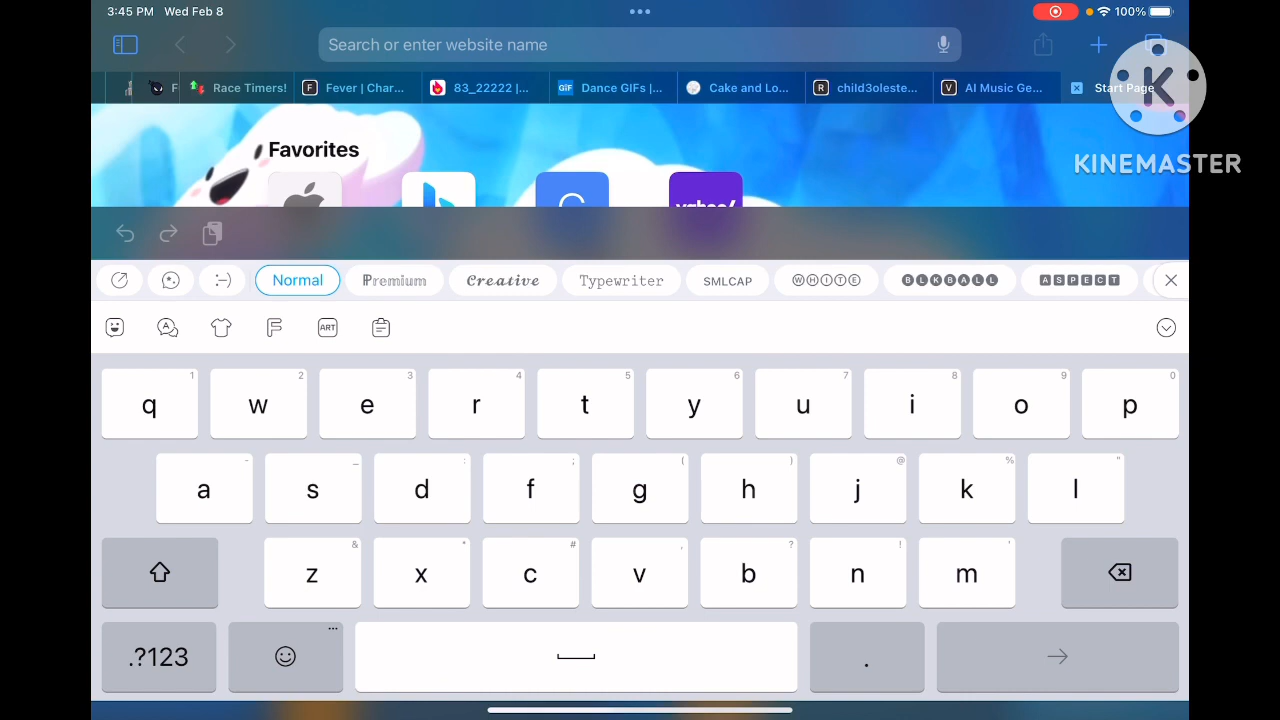 3:45 PM Wed Feb 8
100%
Search or enter website name
F
Race Timers!
F Fever | Char...
83_22222 |...
GIF Dance GIFs |...
Cake and Lo...
R child3oleste...
V AI Music Ge...
Start Page
K
KINEMASTER
Favorites
yahoo!
:-) Normal Premium Creative Typewriter SMLCAP WHITE BLKBALL ASPECT
A F ART
1 2 3 4 5 6 7 8 9 0
q w e r t y u i o p
- _ : ; ( ) @ % "
a s d f g h j k l
& * # , ? ! '
z x c v b n m
.?123 .